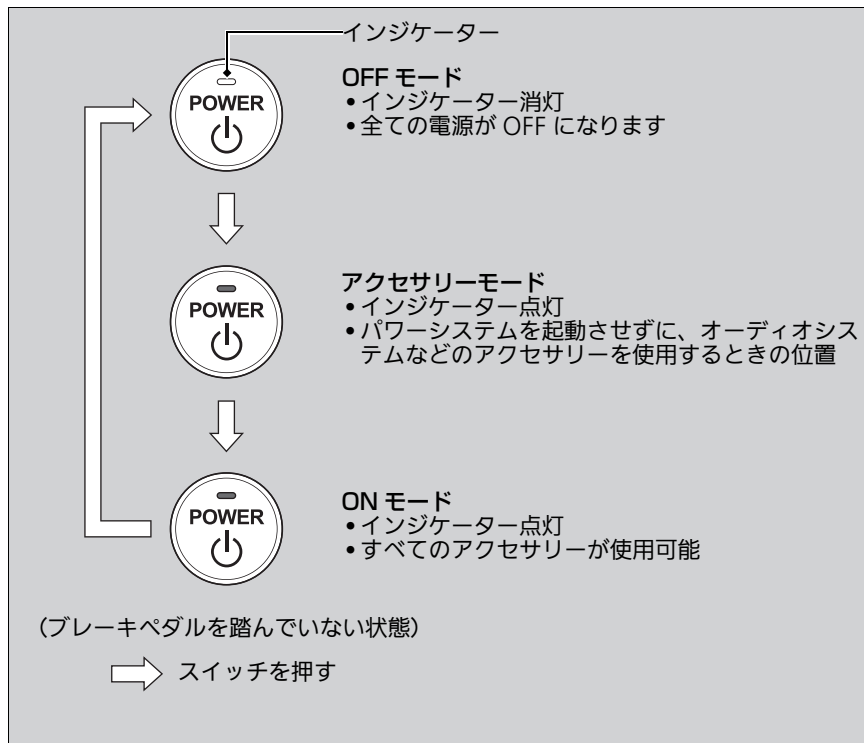 インジケーター
POWER
OFF モード
•インジケーター消灯
•全ての電源が OFF になります
POWER
アクセサリーモード
•インジケーター点灯
•パワーシステムを起動させずに、オーディオシス
テムなどのアクセサリーを使用するときの位置
POWER
ON モード
•インジケーター点灯
•すべてのアクセサリーが使用可能
(ブレーキペダルを踏んでいない状態)
スイッチを押す